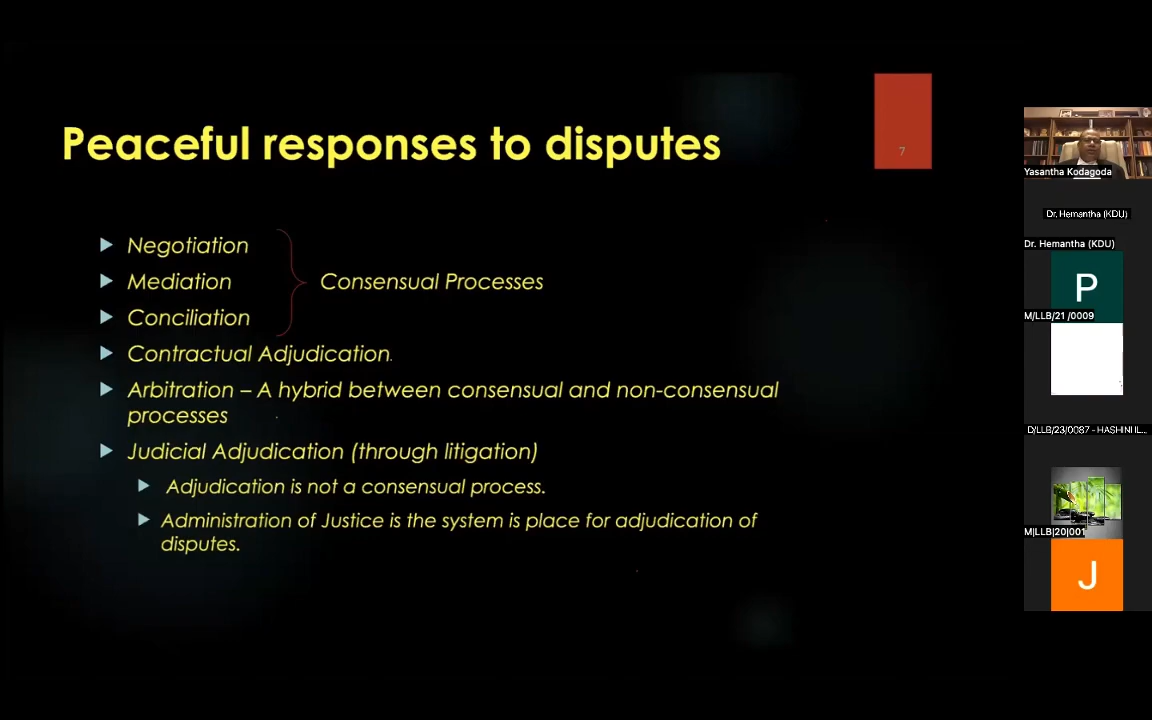 Peaceful responses to disputes
7
Negotiation
Mediation
Conciliation
Consensual Processes
Contractual Adjudication.
Arbitration – A hybrid between consensual and non-consensual
processes
Judicial Adjudication (through litigation)
Adjudication is not a consensual process.
Administration of Justice is the system is place for adjudication of
disputes.
Yasantha Kodagoda
Dr. Hemantha (KDU)
Dr. Hemantha (KDU)
P
M/LLB/21 /0009
D/LLB/23/0087 - HASHINI IL...
M|LLB|20|001
J